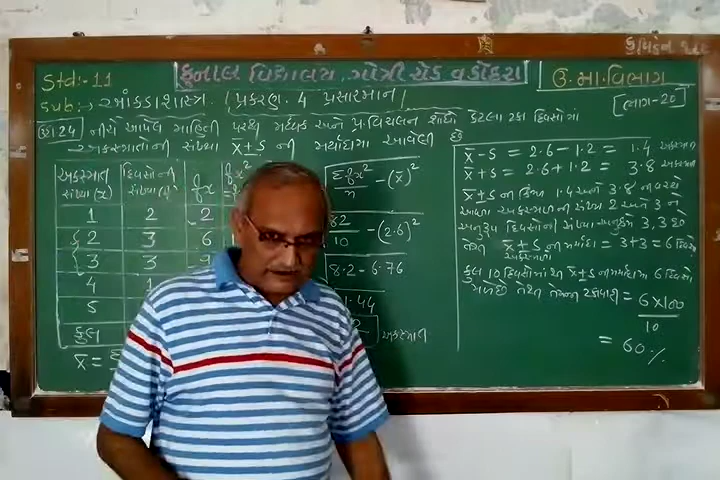 કુનાલ વિદ્યાલય, ગોત્રી રોડ વડોદરા
Std:- 11
ઉ.મા.વિભાગ
Sub:→ આંકડાશાસ્ત્ર. (પ્રકરણ. 4 પ્રસારમાન)
[ભાગ-20]
24 નીચે આપેલ માહિતી પરથી મધ્યક અને પ્ર.વિચલન શોધો કેટલા ટકા દિવસોમાં
અકસ્માતોની સંખ્યા x̄±S ની મર્યાદામાં આવેલી છે
અકસ્માત સંખ્યા (x) દિવસોની સંખ્યા fx
1 2 2
2 3 6
3 3 9
4 1
5
કુલ
x̄ =
Σfx²/n − (x̄)²
82/10 − (2.6)²
8.2 − 6.76
1.44
અકસ્માત
x̄−S = 2.6−1.2 = 1.4 અકસ્માત
x̄+S = 2.6+1.2 = 3.8 અકસ્માત
x̄±S ની કિંમત 1.4 અને 3.8 ની વચ્ચે
અકસ્માતની સંખ્યા 2 અને 3 ને
અનુરૂપ દિવસોની સંખ્યા અનુક્રમે 3, 3 છે
તેથી x̄±S ની મર્યાદા = 3+3 = 6 દિવસ
કુલ 10 દિવસોમાંથી x̄±S ની મર્યાદામાં 6 દિવસો
તેથી તેની ટકાવારી = 6×100
10
= 60%